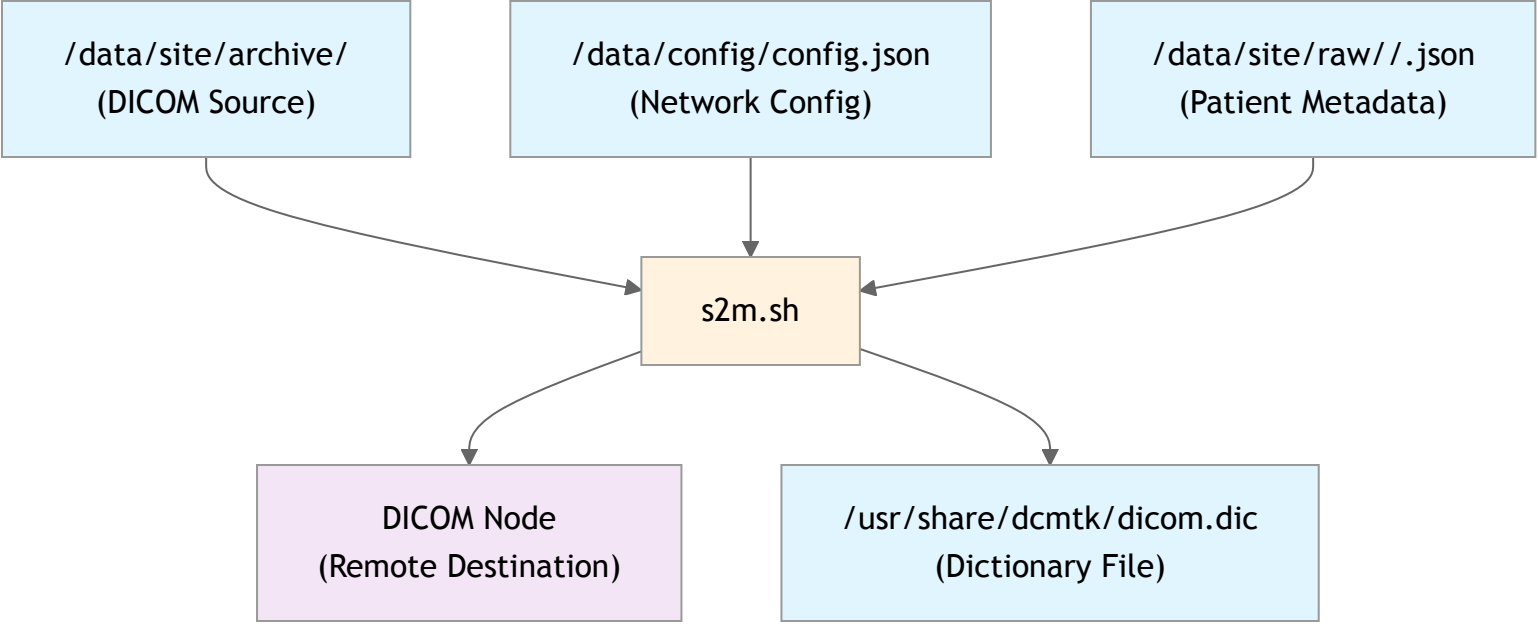 /data/site/archive/
(DICOM Source)
/data/config/config.json
(Network Config)
/data/site/raw//.json
(Patient Metadata)
s2m.sh
DICOM Node
(Remote Destination)
/usr/share/dcmtk/dicom.dic
(Dictionary File)